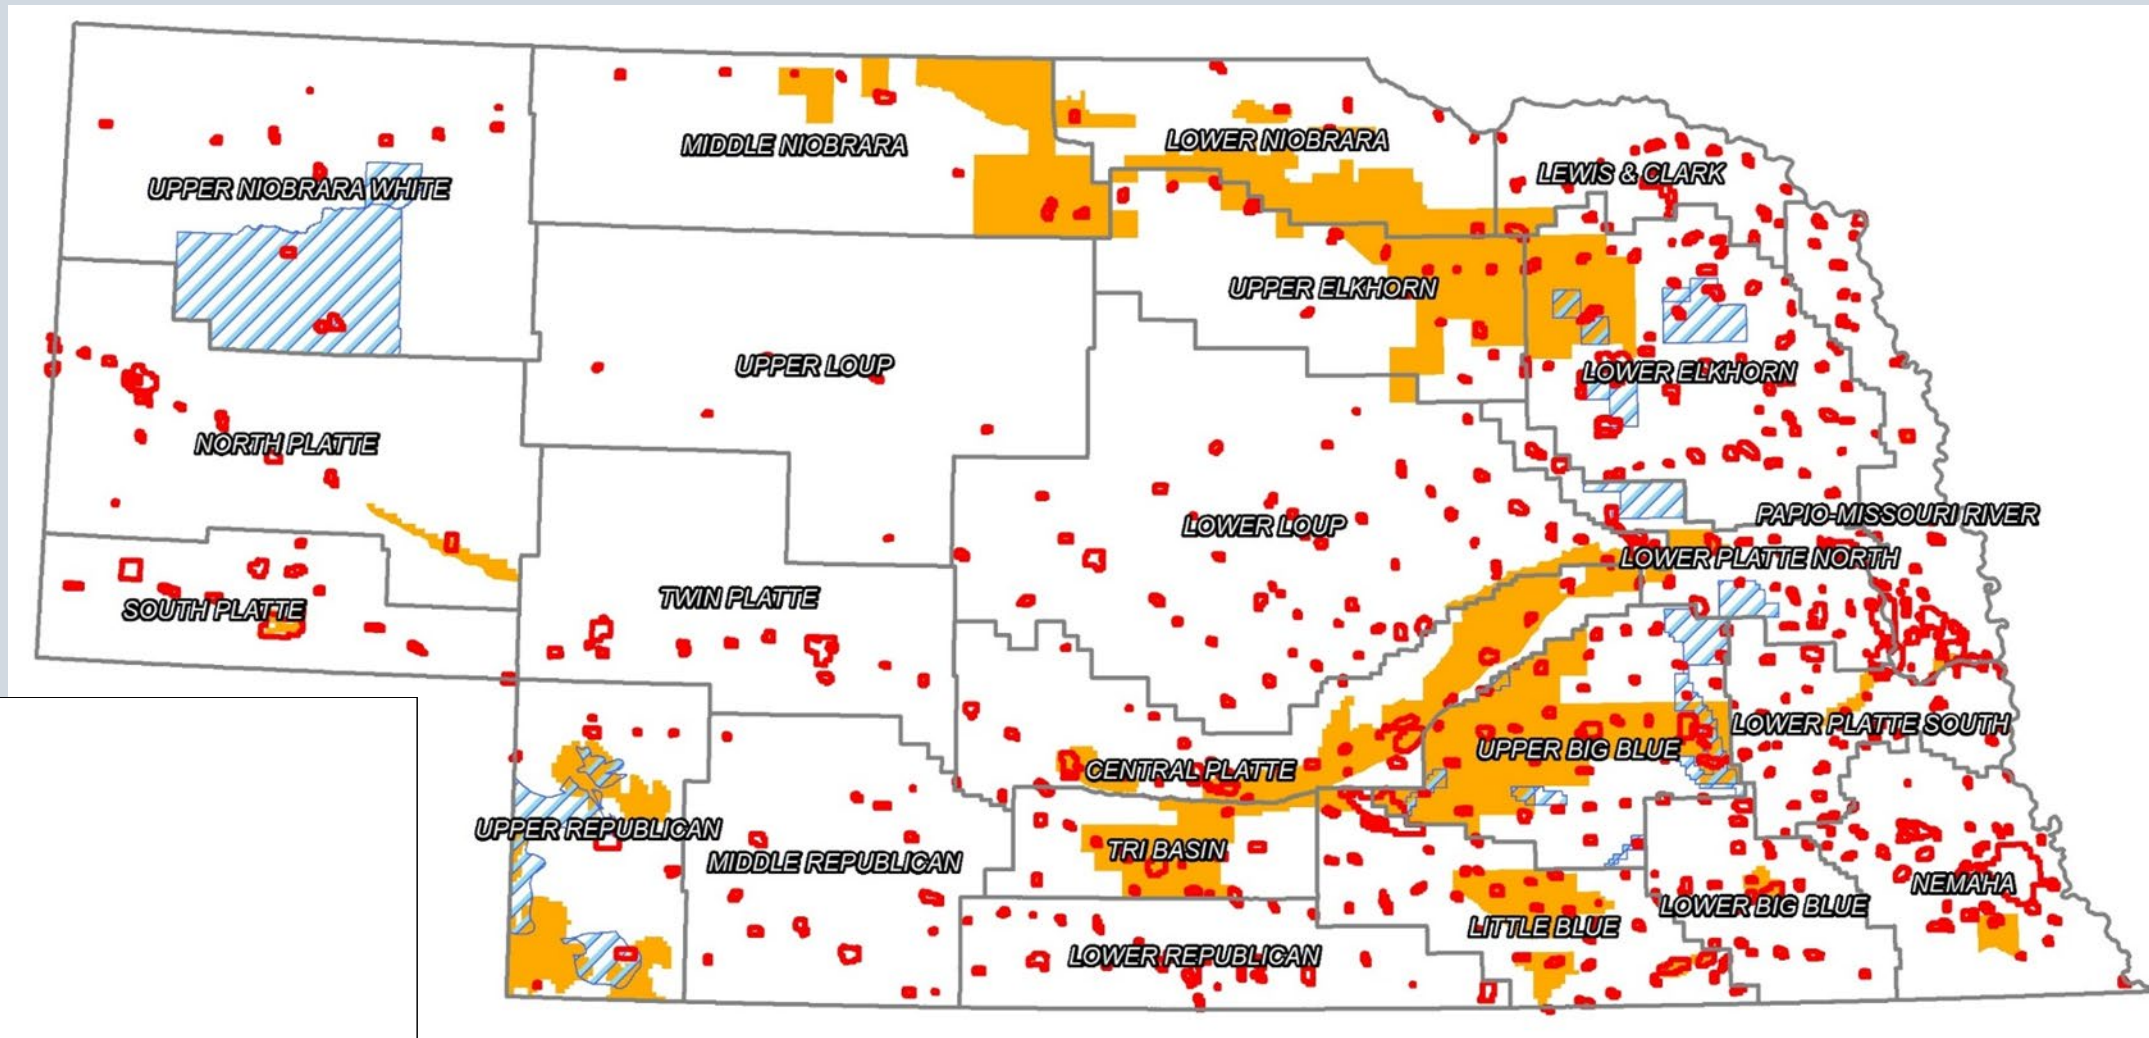 MIDDLE NIOBRARA
LOWER NIOBRARA
LEWIS & CLARK
UPPER NIOBRARA WHITE
UPPER ELKHORN
UPPER LOUP
LOWER ELKHORN
NORTH PLATTE
PAPIO-MISSOURI RIVER
LOWER LOUP
LOWER PLATTE NORTH
TWIN PLATTE
SOUTH PLATTE
LOWER PLATTE SOUTH
UPPER BIG BLUE
CENTRAL PLATTE
UPPER REPUBLICAN
TRI BASIN
MIDDLE REPUBLICAN
NEMAHA
LOWER BIG BLUE
LITTLE BLUE
LOWER REPUBLICAN